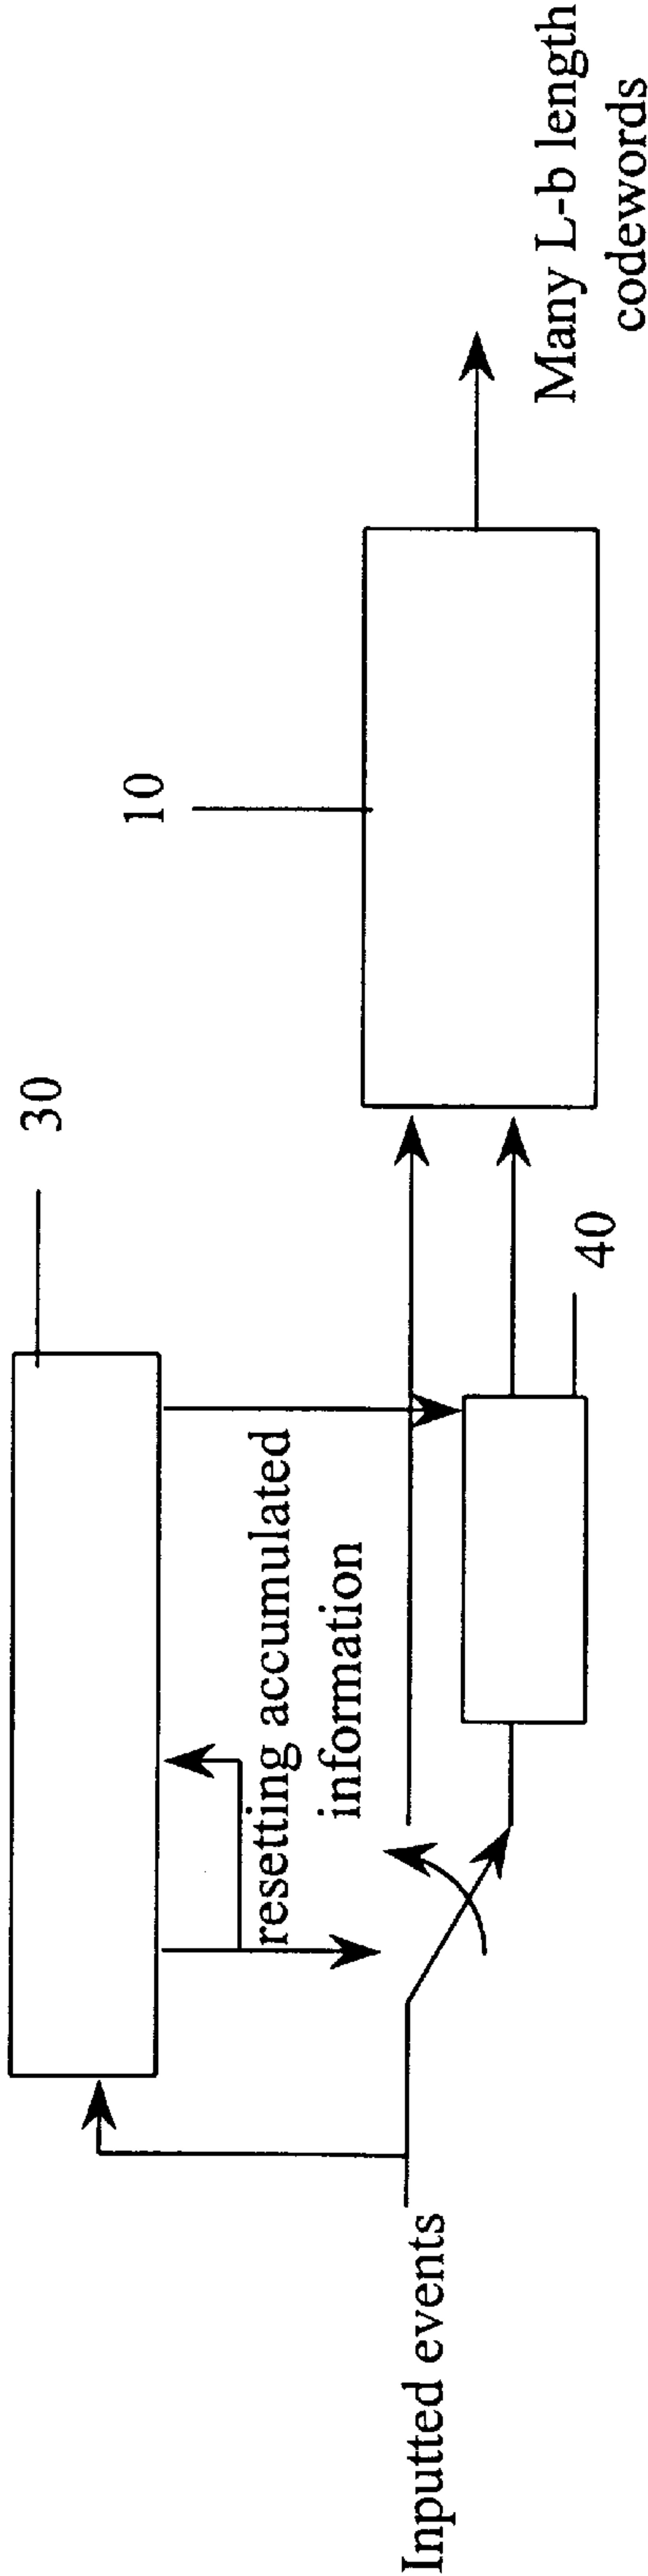 30
10
resetting accumulated
information
40
Inputted events
Many L-b length
codewords